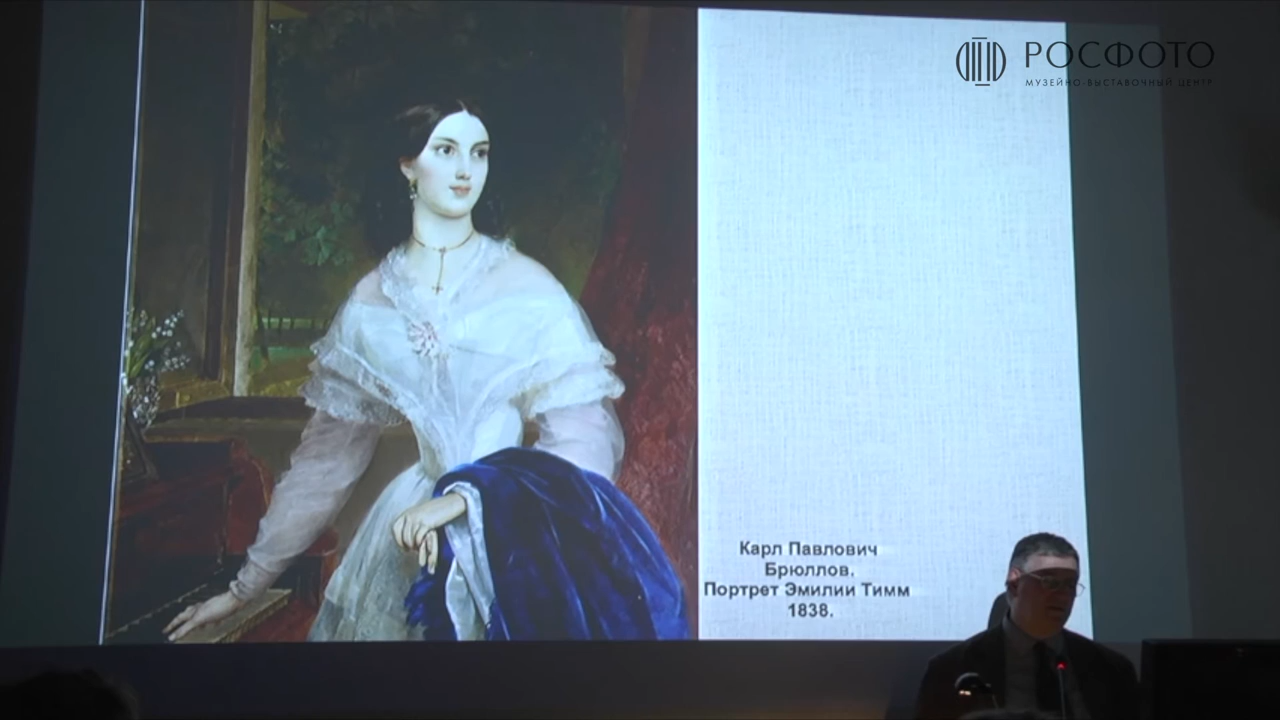 РОСФОТО
МУЗЕЙНО-ВЫСТАВОЧНЫЙ ЦЕНТР
Карл Павлович
Брюллов.
Портрет Эмилии Тимм
1838.